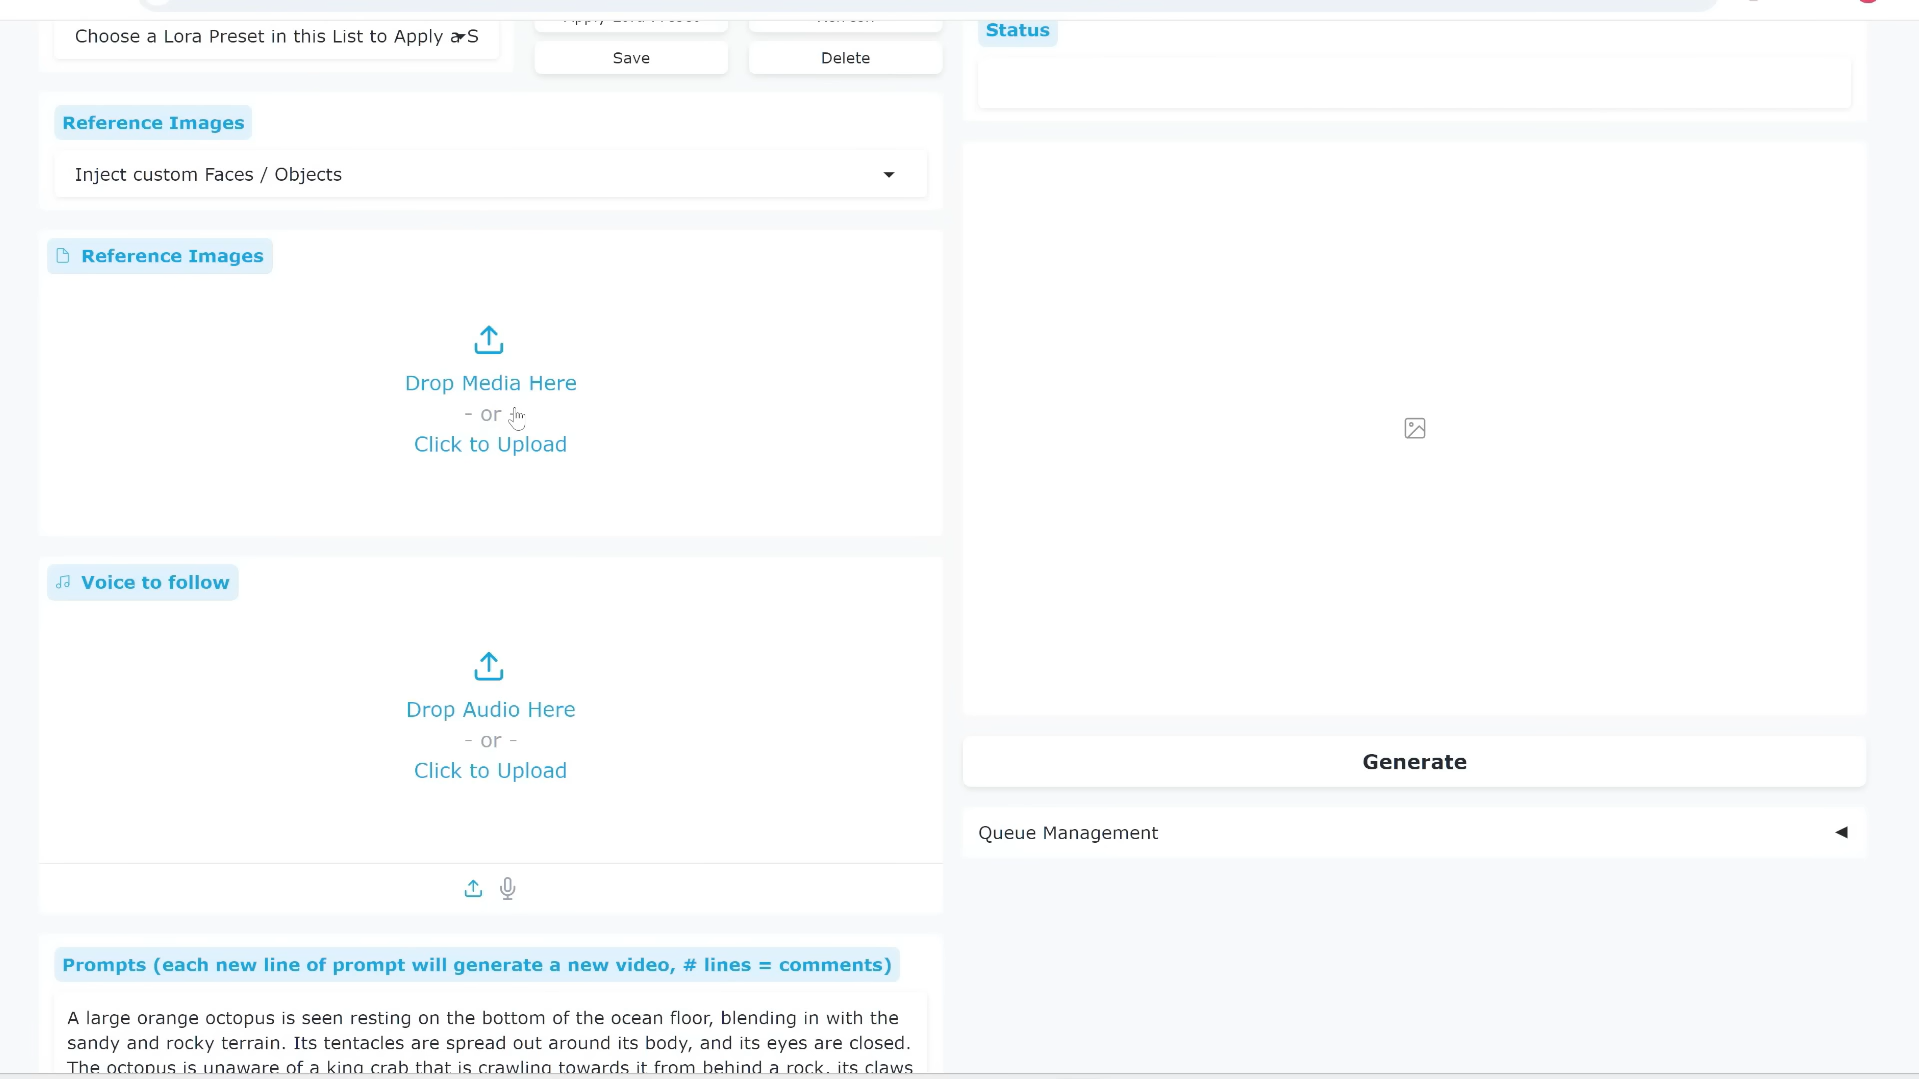 Choose a Lora Preset in this List to Apply a S
Apply Lora Preset
Refresh
Save
Delete
Reference Images
Inject custom Faces / Objects
Reference Images
Drop Media Here
- or -
Click to Upload
Voice to follow
Drop Audio Here
- or -
Click to Upload
Prompts (each new line of prompt will generate a new video, # lines = comments)
A large orange octopus is seen resting on the bottom of the ocean floor, blending in with the
sandy and rocky terrain. Its tentacles are spread out around its body, and its eyes are closed.
The octopus is unaware of a king crab that is crawling towards it from behind a rock, its claws
Status
Generate
Queue Management